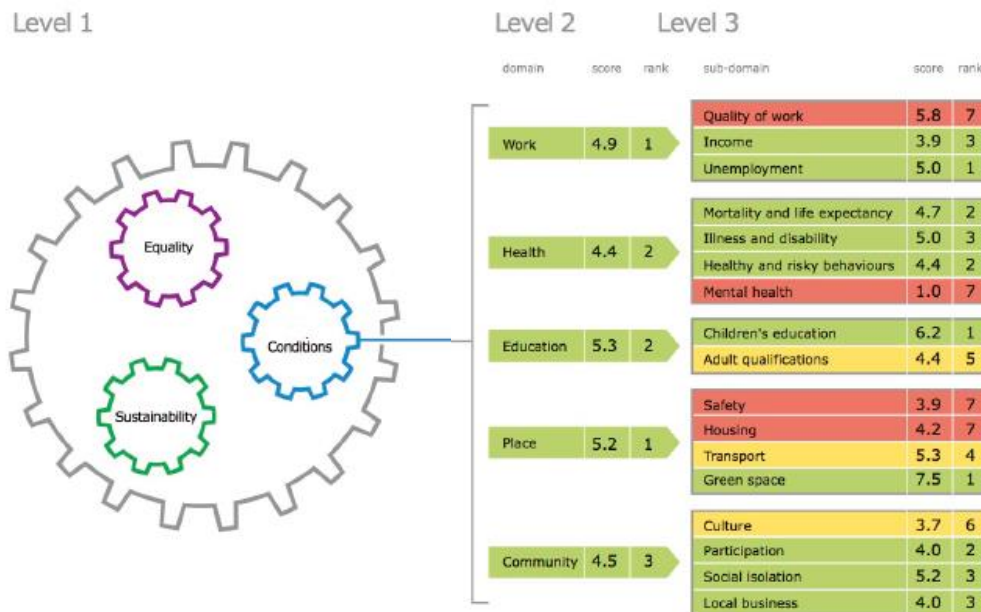 Level 1
Level 2
Level 3
domain score rank
sub-domain score rank
Equality
Conditions
Sustainability
Work 4.9 1
Quality of work 5.8 7
Income 3.9 3
Unemployment 5.0 1
Health 4.4 2
Mortality and life expectancy 4.7 2
Illness and disability 5.0 3
Healthy and risky behaviours 4.4 2
Mental health 1.0 7
Education 5.3 2
Children's education 6.2 1
Adult qualifications 4.4 5
Place 5.2 1
Safety 3.9 7
Housing 4.2 7
Transport 5.3 4
Green space 7.5 1
Community 4.5 3
Culture 3.7 6
Participation 4.0 2
Social isolation 5.2 3
Local business 4.0 3